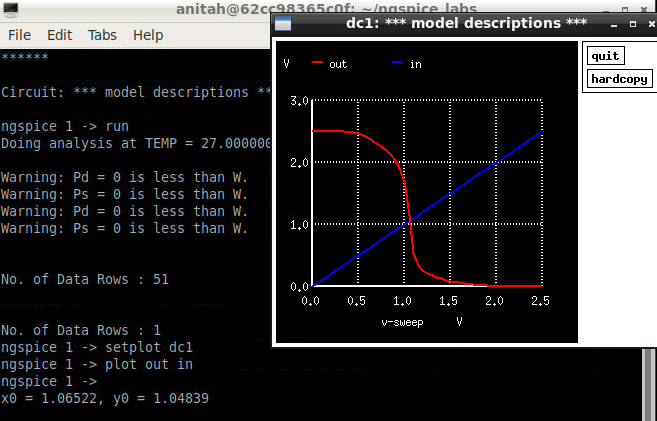 anitah@62cc98365c0f: ~/ngspice_labs
File Edit Tabs Help
******
Circuit: *** model descriptions **
ngspice 1 -> run
Doing analysis at TEMP = 27.000000
Warning: Pd = 0 is less than W.
Warning: Ps = 0 is less than W.
Warning: Pd = 0 is less than W.
Warning: Ps = 0 is less than W.
No. of Data Rows : 51
No. of Data Rows : 1
ngspice 1 -> setplot dc1
ngspice 1 -> plot out in
ngspice 1 ->
x0 = 1.06522, y0 = 1.04839
dc1: *** model descriptions ***
quit
hardcopy
V out in
3.0
2.0
1.0
0.0
0.0 0.5 1.0 1.5 2.0 2.5
v-sweep V